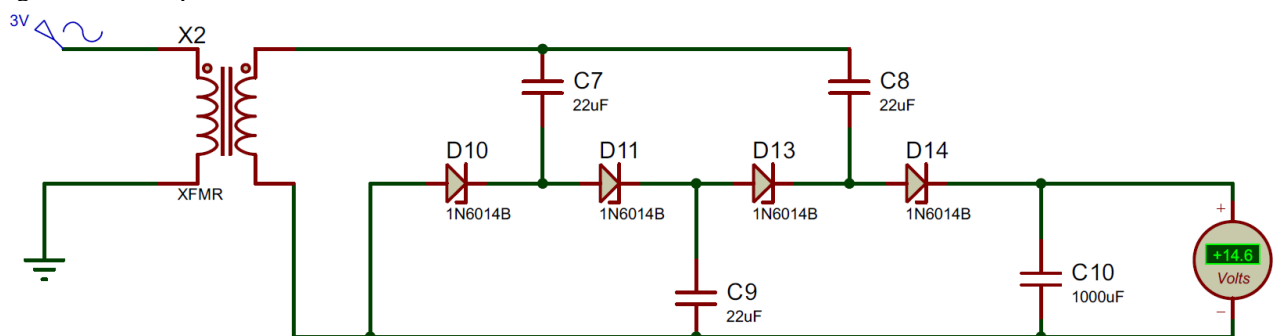 3V
X2
XFMR
C7
22uF
C8
22uF
D10
1N6014B
D11
1N6014B
D13
1N6014B
D14
1N6014B
C9
22uF
C10
1000uF
+
+14.6
Volts
−